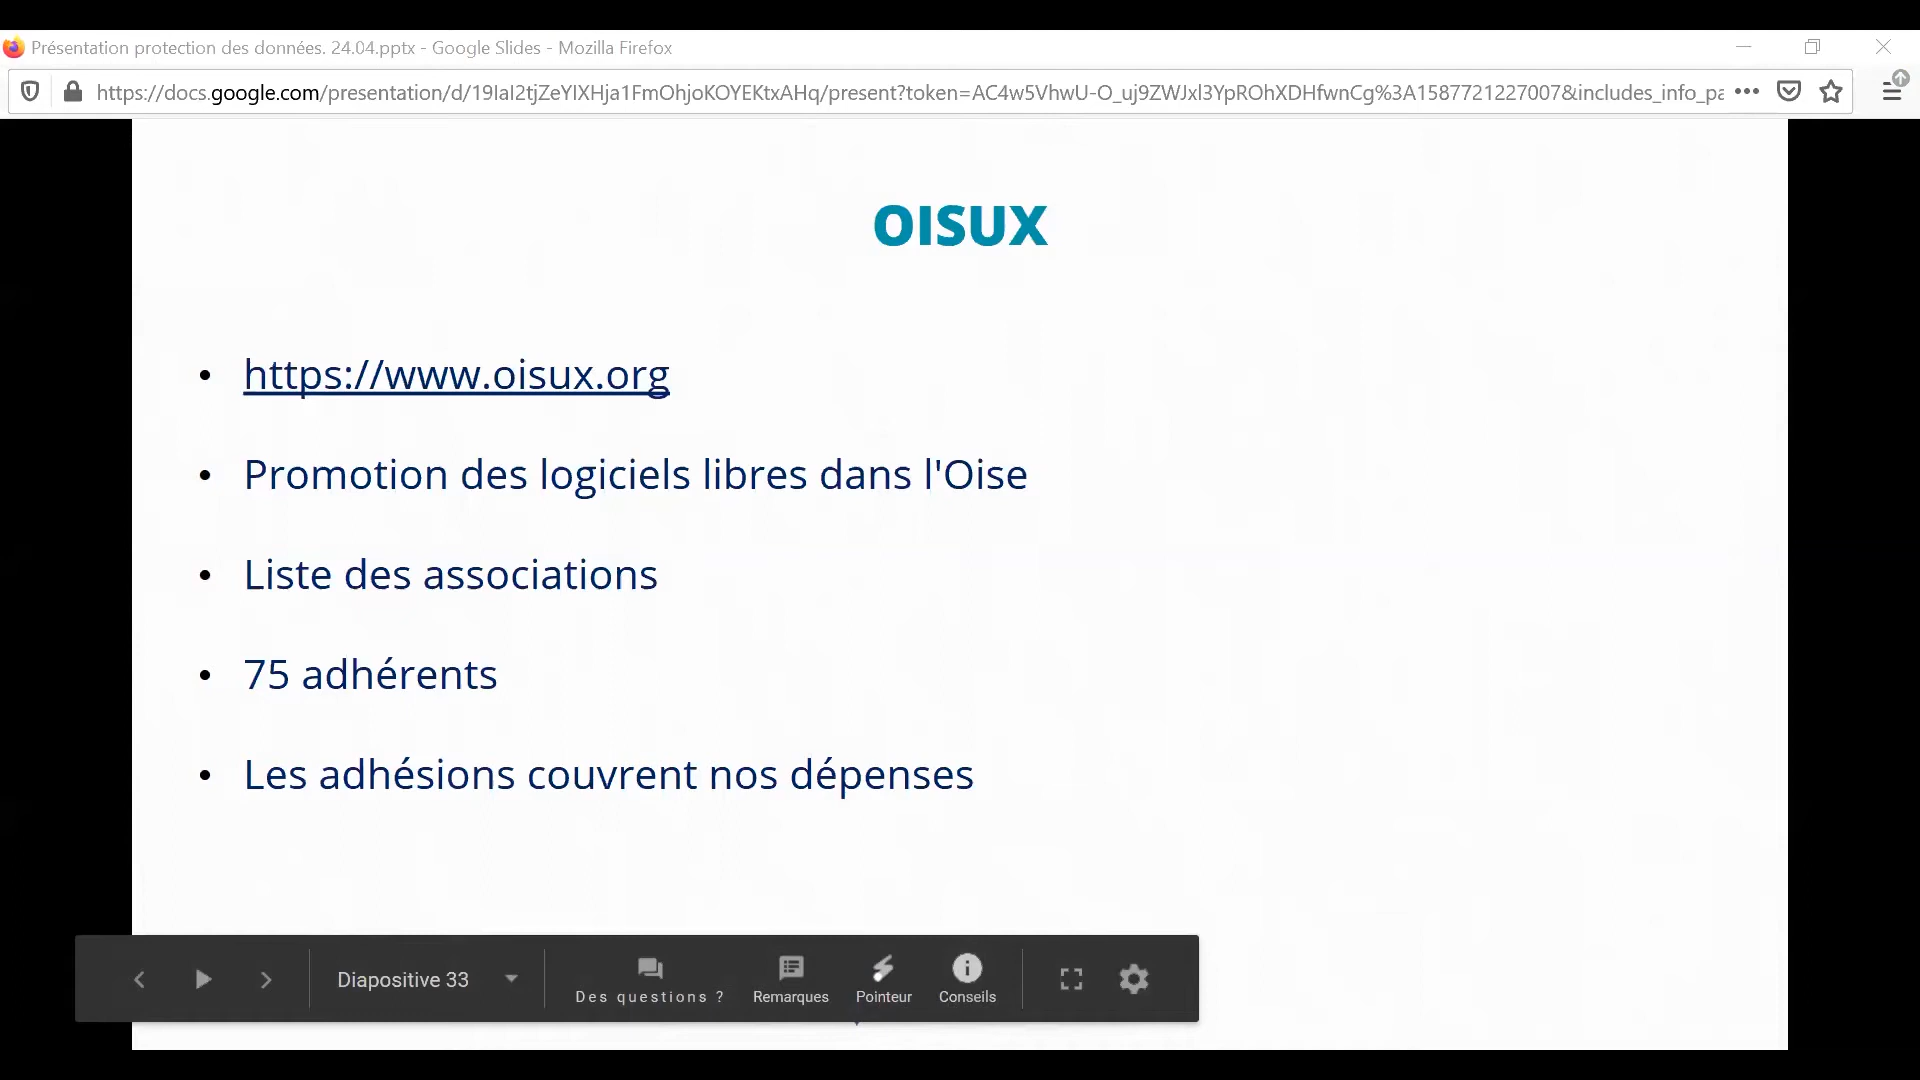 Présentation protection des données. 24.04.pptx - Google Slides - Mozilla Firefox
https://docs.google.com/presentation/d/19IaI2tjZeYlXHja1FmOhjoKOYEKtxAHq/present?token=AC4w5VhwU-O_uj9ZWJxl3YpROhXDHfwnCg%3A1587721227007&includes_info_pa
OISUX
• https://www.oisux.org
• Promotion des logiciels libres dans l'Oise
• Liste des associations
• 75 adhérents
• Les adhésions couvrent nos dépenses
Diapositive 33
Des questions ?
Remarques
Pointeur
Conseils